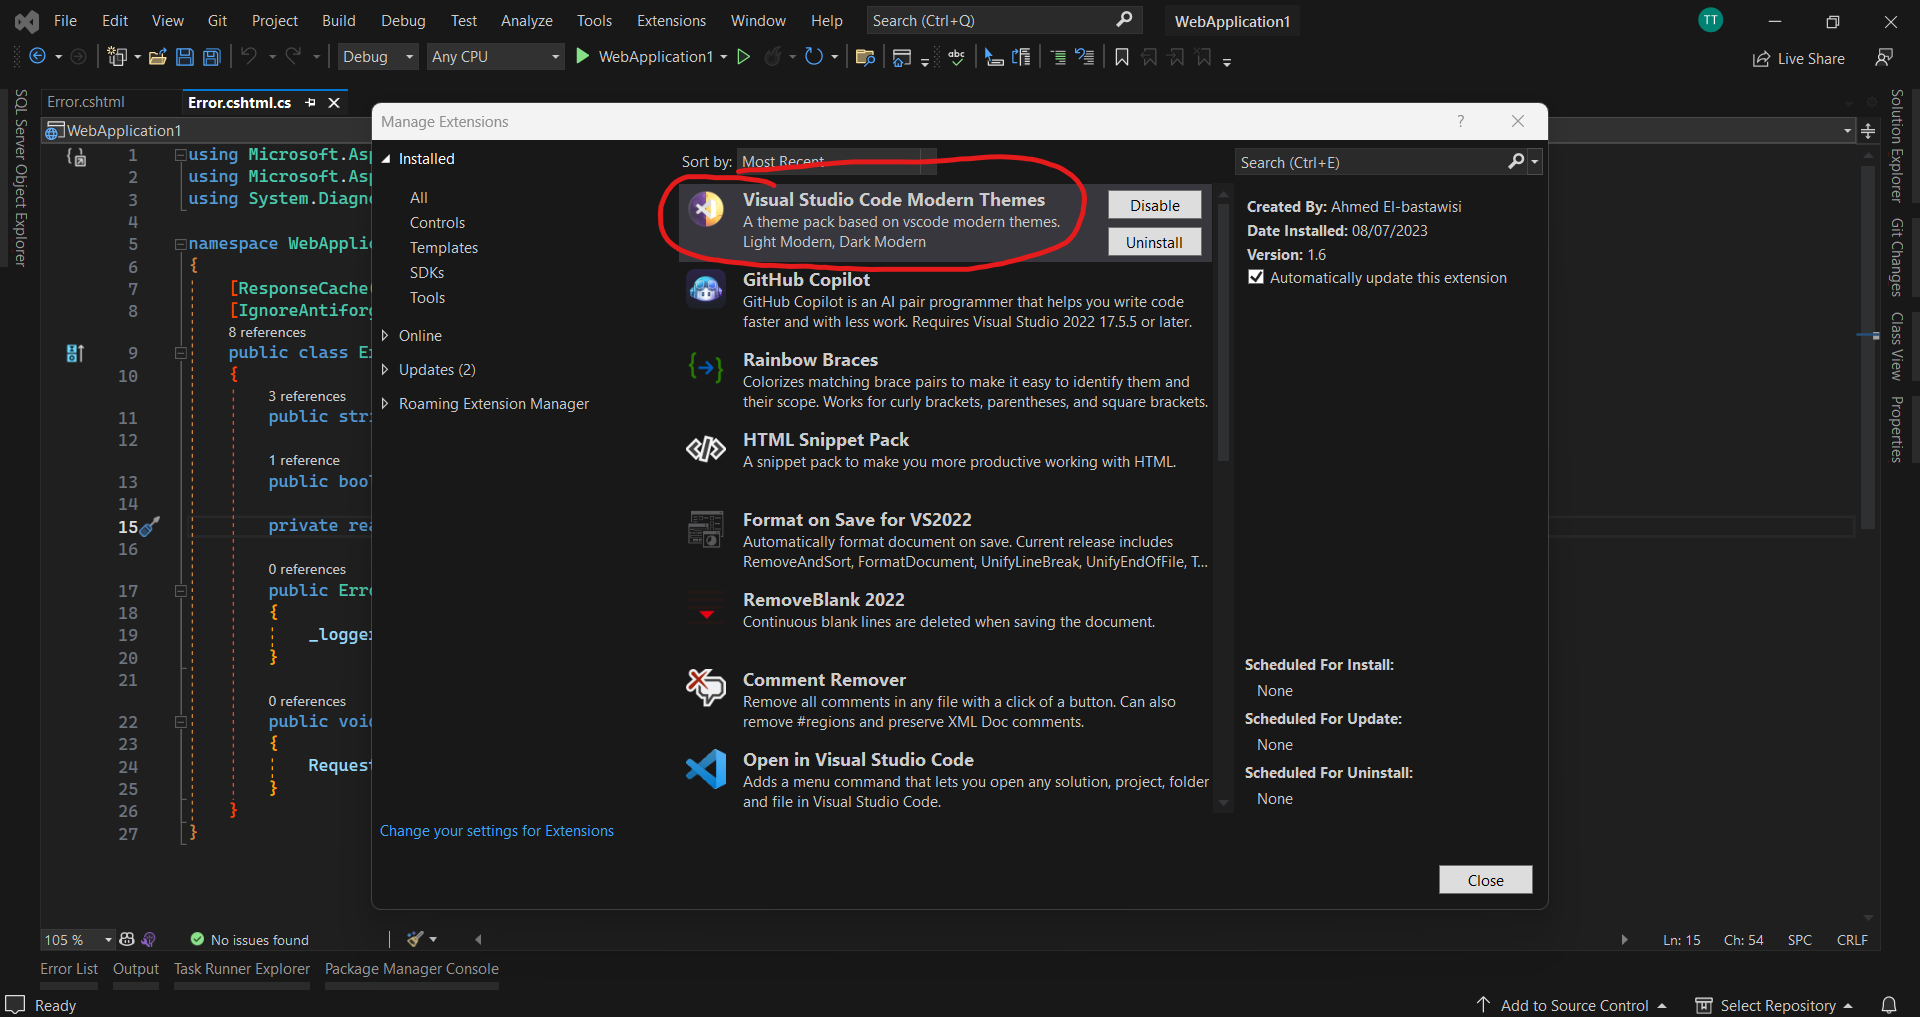 File Edit View Git Project Build Debug Test Analyze Tools Extensions Window Help Search (Ctrl+Q) WebApplication1 TT
Debug Any CPU WebApplication1 Live Share
SQL Server Object Explorer
Error.cshtml Error.cshtml.cs
WebApplication1
1 using Microsoft.As
2 using Microsoft.As
3 using System.Diagn
4
5 namespace WebApplic
6 {
7 [ResponseCache(
8 [IgnoreAntiforg
8 references
9 public class E
10 {
3 references
11 public stri
12
1 reference
13 public bool
14
15 private rea
16
0 references
17 public Erro
18 {
19 _logger
20 }
21
0 references
22 public void
23 {
24 Request
25 }
26 }
27 }
Manage Extensions ?
Installed
All
Controls
Templates
SDKs
Tools
Online
Updates (2)
Roaming Extension Manager
Change your settings for Extensions
Sort by: Most Recent
Visual Studio Code Modern Themes
A theme pack based on vscode modern themes.
Light Modern, Dark Modern
Disable
Uninstall
GitHub Copilot
GitHub Copilot is an AI pair programmer that helps you write code
faster and with less work. Requires Visual Studio 2022 17.5.5 or later.
Rainbow Braces
Colorizes matching brace pairs to make it easy to identify them and
their scope. Works for curly brackets, parentheses, and square brackets.
HTML Snippet Pack
A snippet pack to make you more productive working with HTML.
Format on Save for VS2022
Automatically format document on save. Current release includes
RemoveAndSort, FormatDocument, UnifyLineBreak, UnifyEndOfFile, T...
RemoveBlank 2022
Continuous blank lines are deleted when saving the document.
Comment Remover
Remove all comments in any file with a click of a button. Can also
remove #regions and preserve XML Doc comments.
Open in Visual Studio Code
Adds a menu command that lets you open any solution, project, folder
and file in Visual Studio Code.
Search (Ctrl+E)
Created By: Ahmed El-bastawisi
Date Installed: 08/07/2023
Version: 1.6
Automatically update this extension
Scheduled For Install:
None
Scheduled For Update:
None
Scheduled For Uninstall:
None
Close
Solution Explorer
Git Changes
Class View
Properties
105 % No issues found Ln: 15 Ch: 54 SPC CRLF
Error List Output Task Runner Explorer Package Manager Console
Ready Add to Source Control Select Repository